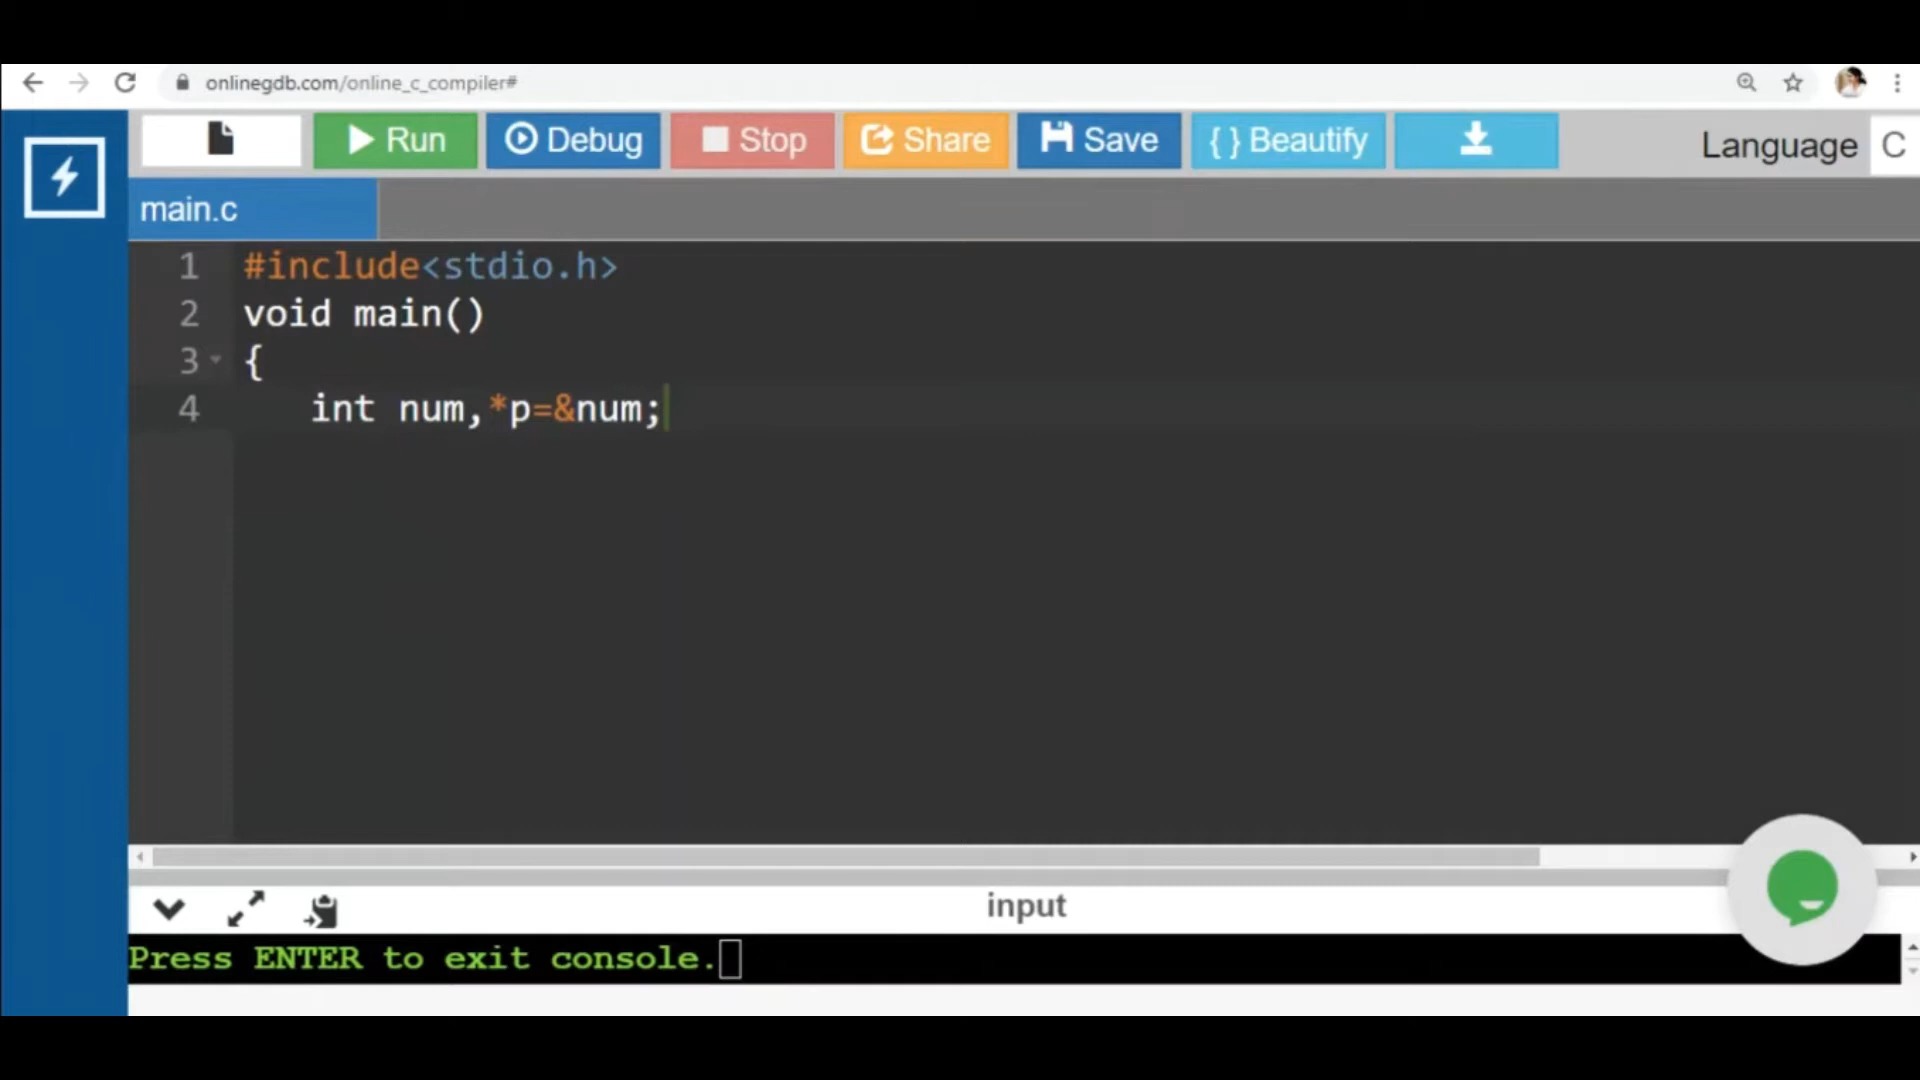 onlinegdb.com/online_c_compiler#
Run Debug Stop Share Save { } Beautify Language C
main.c
1 #include<stdio.h>
2 void main()
3 {
4 int num,*p=&num;
input
Press ENTER to exit console.